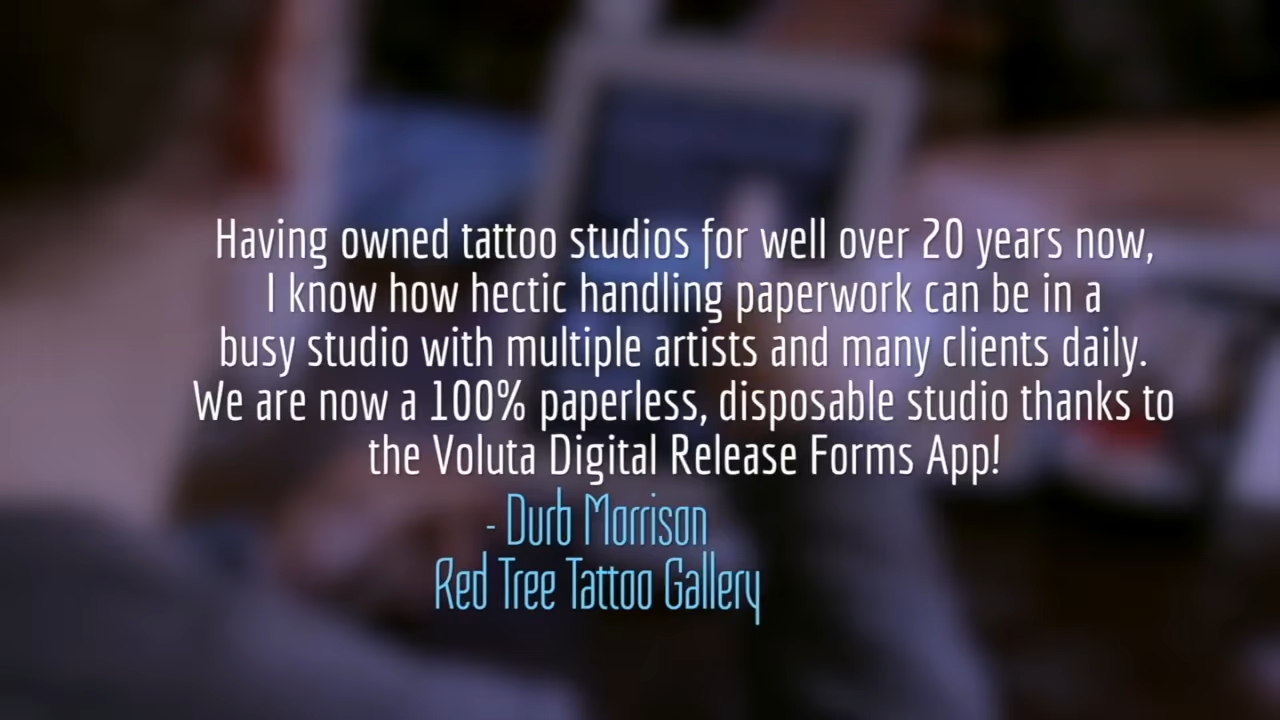 Having owned tattoo studios for well over 20 years now,
I know how hectic handling paperwork can be in a
busy studio with multiple artists and many clients daily.
We are now a 100% paperless, disposable studio thanks to
the Voluta Digital Release Forms App!
- Durb Morrison
Red Tree Tattoo Gallery